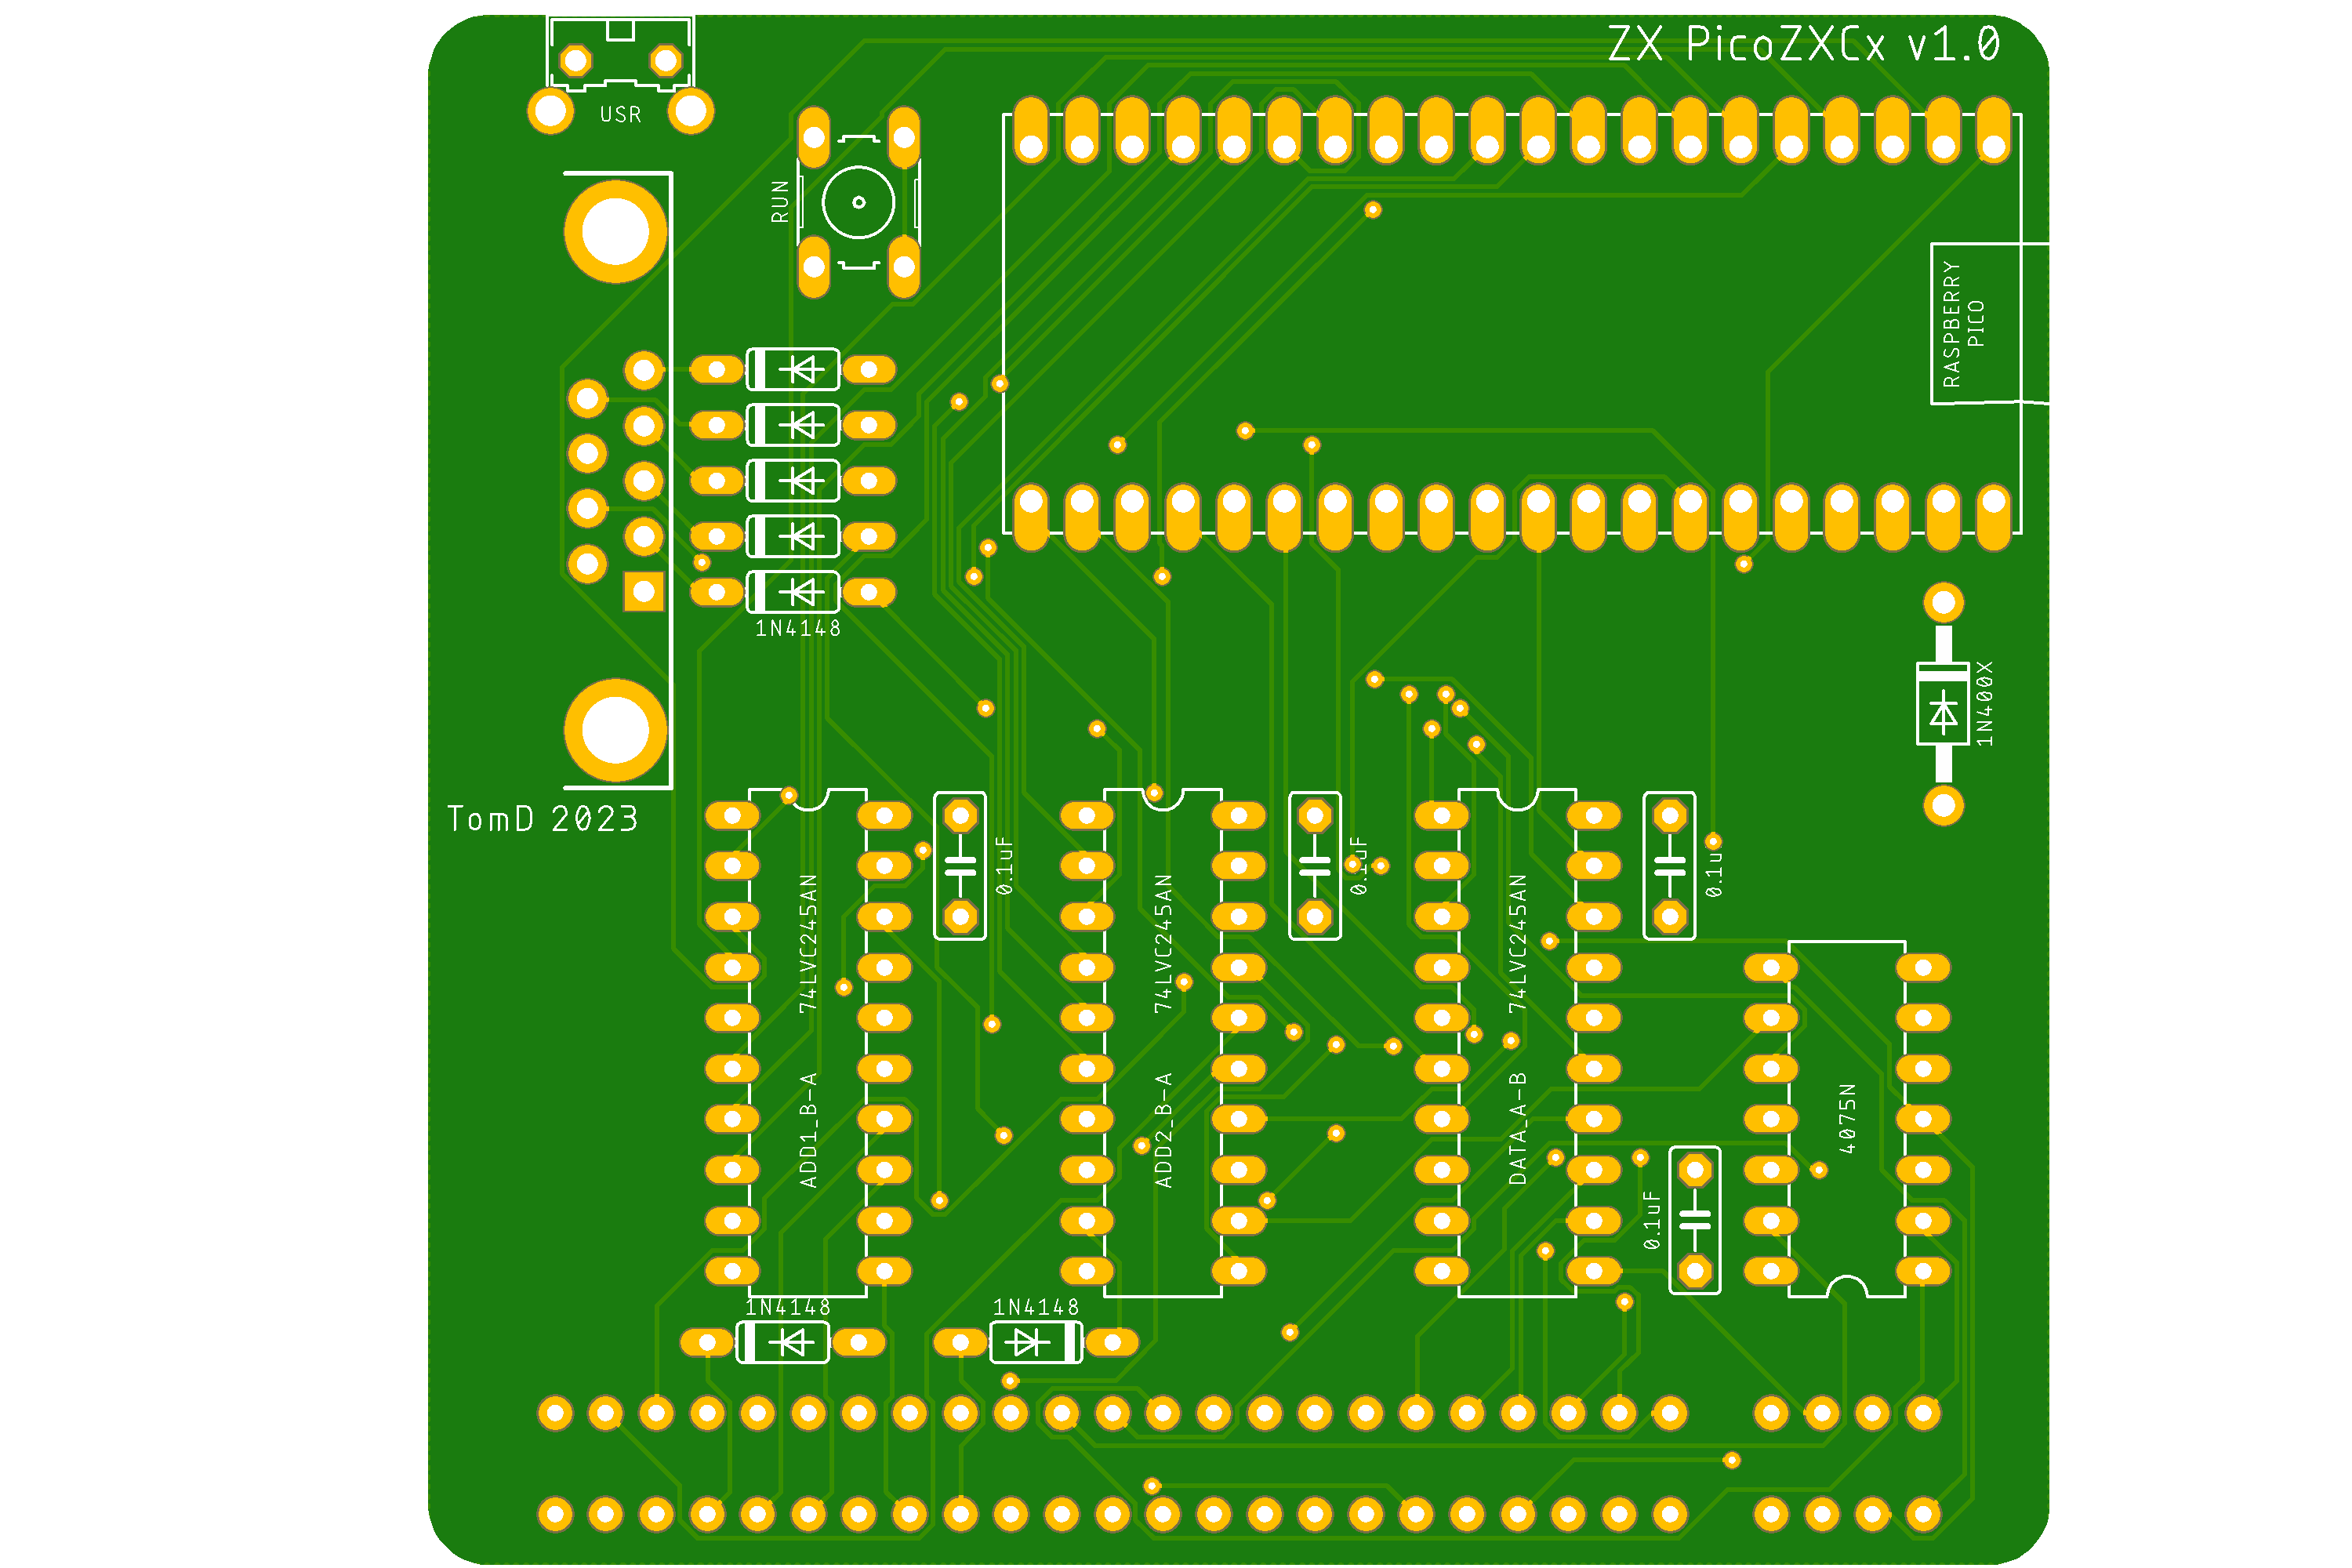 ZX PicoZXCx v1.0
USR
RUN
RASPBERRY
PICO
1N4148
1N400X
TomD 2023
0.1uF
0.1uF
0.1u
74LVC245AN
74LVC245AN
74LVC245AN
ADD1_B-A
ADD2_B-A
DATA_A-B
4075N
0.1uF
1N4148
1N4148